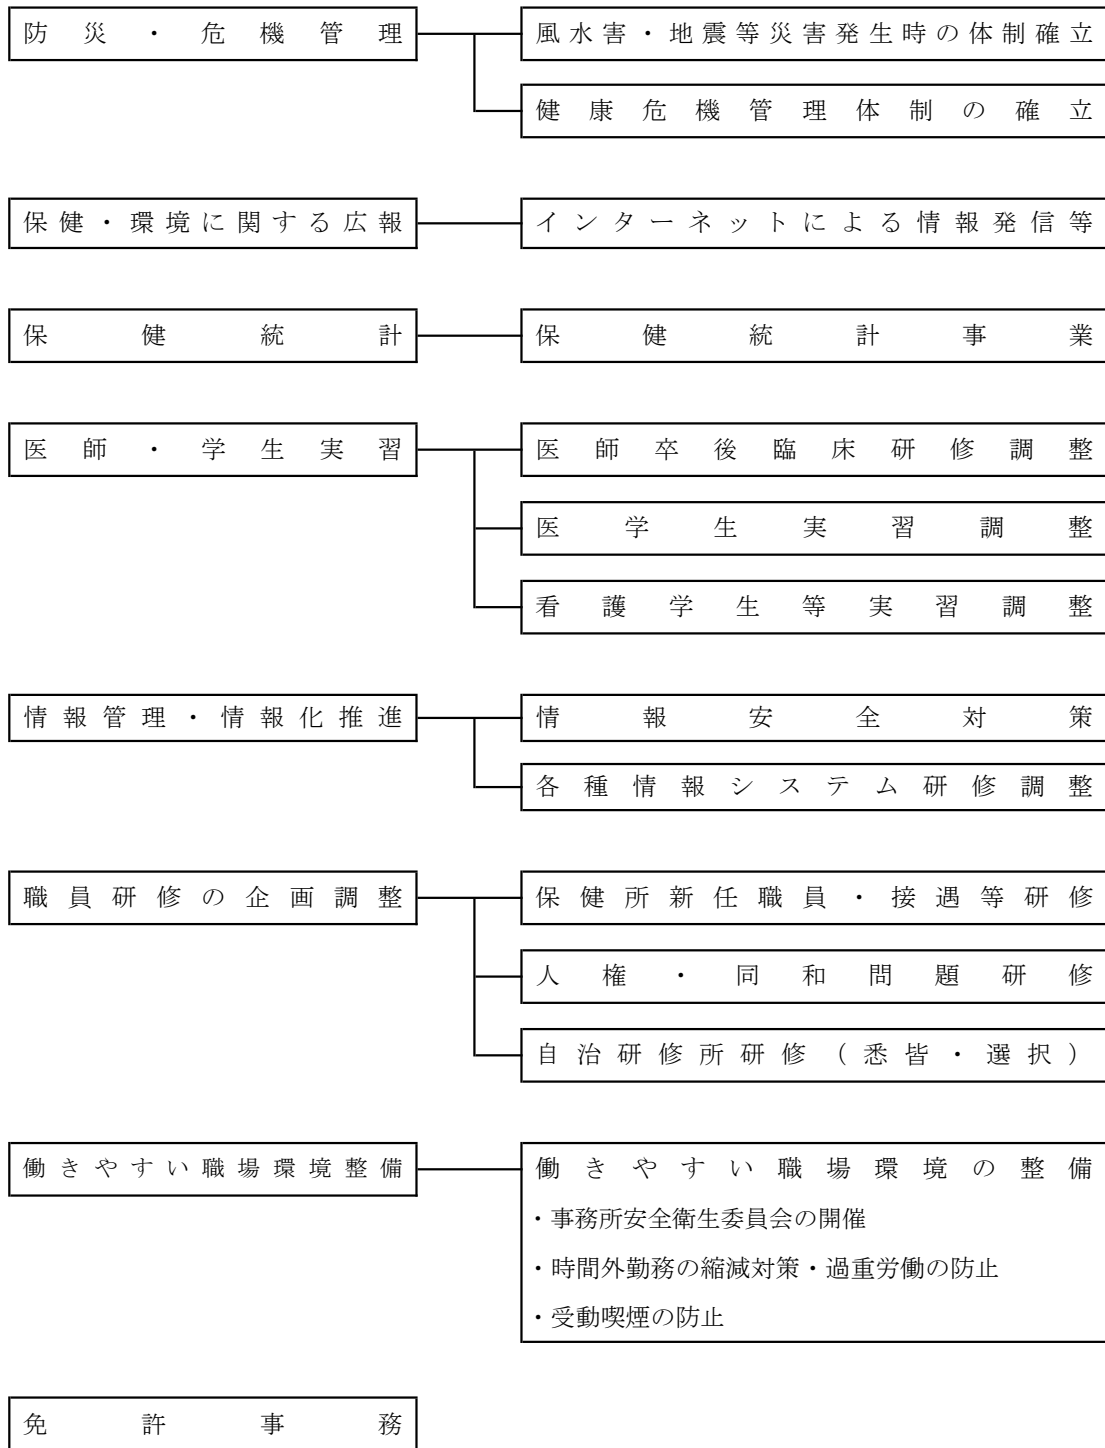 防災・危機管理
風水害・地震等災害発生時の体制確立
健康危機管理体制の確立
保健・環境に関する広報
インターネットによる情報発信等
保健統計
保健統計事業
医師・学生実習
医師卒後臨床研修調整
医学生実習調整
看護学生等実習調整
情報管理・情報化推進
情報安全対策
各種情報システム研修調整
職員研修の企画調整
保健所新任職員・接遇等研修
人権・同和問題研修
自治研修所研修（悉皆・選択）
働きやすい職場環境整備
働きやすい職場環境の整備
・事務所安全衛生委員会の開催
・時間外勤務の縮減対策・過重労働の防止
・受動喫煙の防止
免許事務